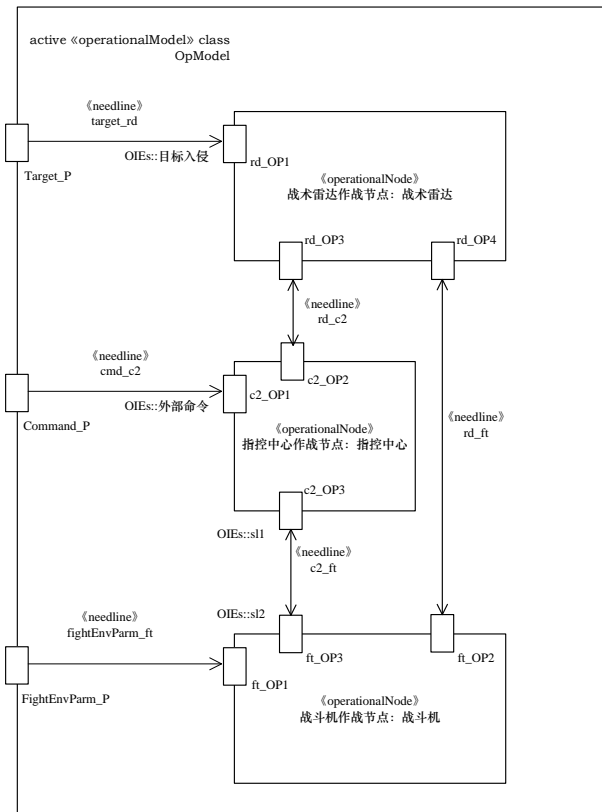 active «operationalModel» class
OpModel
《needline》
target_rd
OIEs::目标入侵
Target_P
rd_OP1
《operationalNode》
战术雷达作战节点：战术雷达
rd_OP3
rd_OP4
《needline》
rd_c2
《needline》
cmd_c2
OIEs::外部命令
Command_P
c2_OP2
c2_OP1
《operationalNode》
指控中心作战节点：指控中心
《needline》
rd_ft
c2_OP3
OIEs::sl1
《needline》
c2_ft
OIEs::sl2
《needline》
fightEnvParm_ft
FightEnvParm_P
ft_OP3
ft_OP2
ft_OP1
《operationalNode》
战斗机作战节点：战斗机